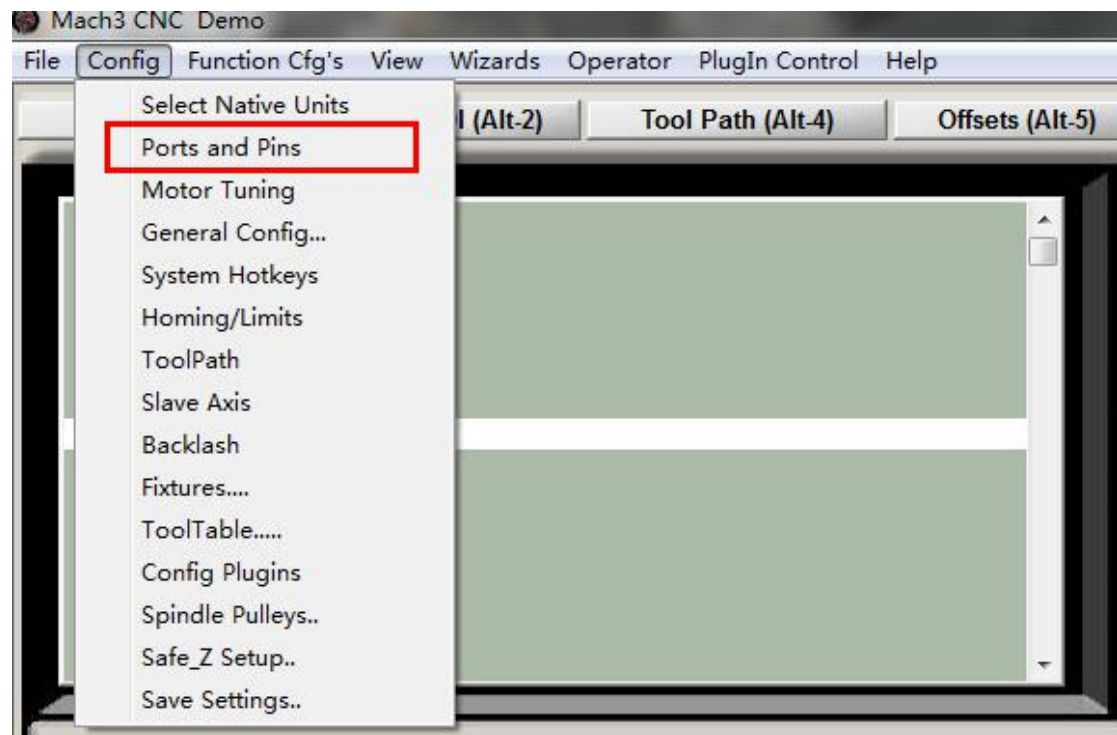 Mach3 CNC Demo
File Config Function Cfg's View Wizards Operator PlugIn Control Help
l (Alt-2) Tool Path (Alt-4) Offsets (Alt-5)
Select Native Units
Ports and Pins
Motor Tuning
General Config...
System Hotkeys
Homing/Limits
ToolPath
Slave Axis
Backlash
Fixtures....
ToolTable.....
Config Plugins
Spindle Pulleys..
Safe_Z Setup..
Save Settings..